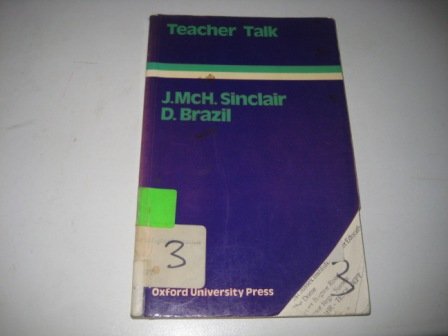 Teacher Talk
J.McH. Sinclair
D. Brazil
3
3
Oxford University Press